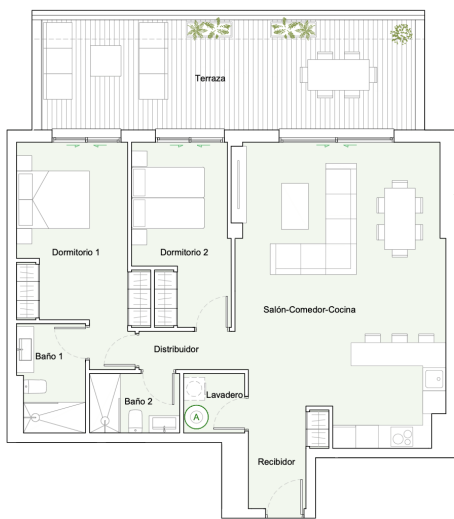 Terraza
Dormitorio 1
Dormitorio 2
Salón-Comedor-Cocina
Distribuidor
Baño 1
Baño 2
Lavadero
A
Recibidor